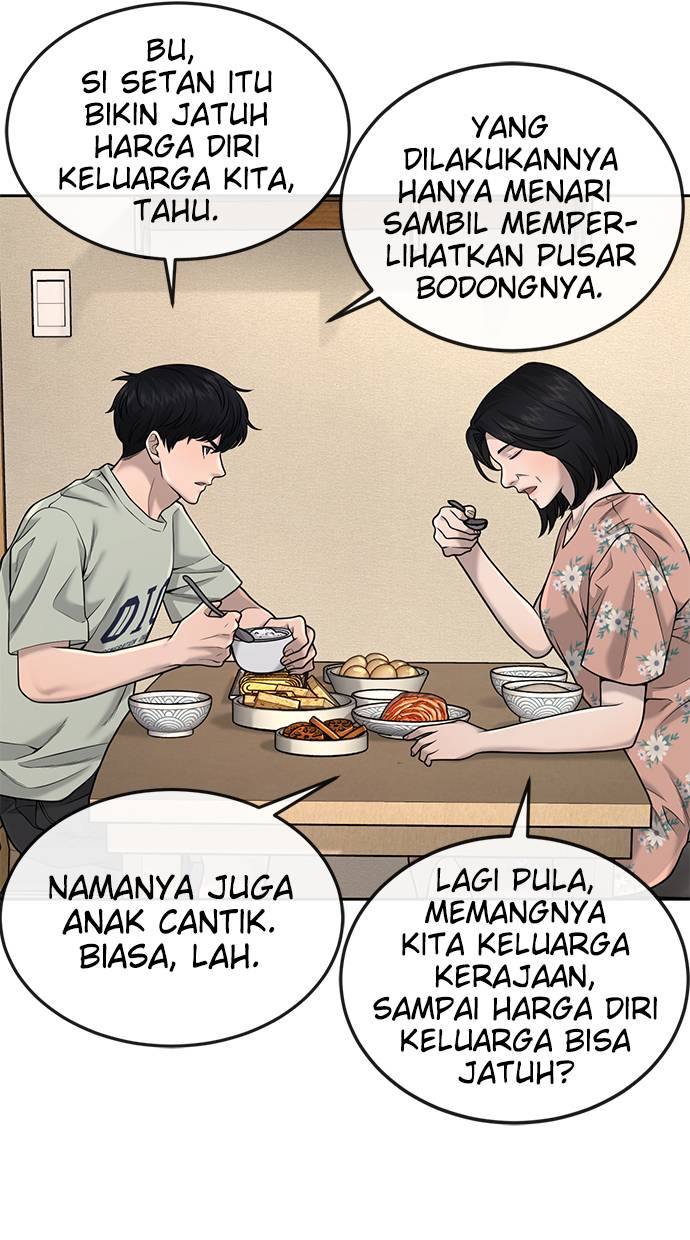 BU,
SI SETAN ITU
BIKIN JATUH
HARGA DIRI
KELUARGA KITA,
TAHU.
YANG
DILAKUKANNYA
HANYA MENARI
SAMBIL MEMPER-
LIHATKAN PUSAR
BODONGNYA.
NAMANYA JUGA
ANAK CANTIK.
BIASA, LAH.
LAGI PULA,
MEMANGNYA
KITA KELUARGA
KERAJAAN,
SAMPAI HARGA DIRI
KELUARGA BISA
JATUH?